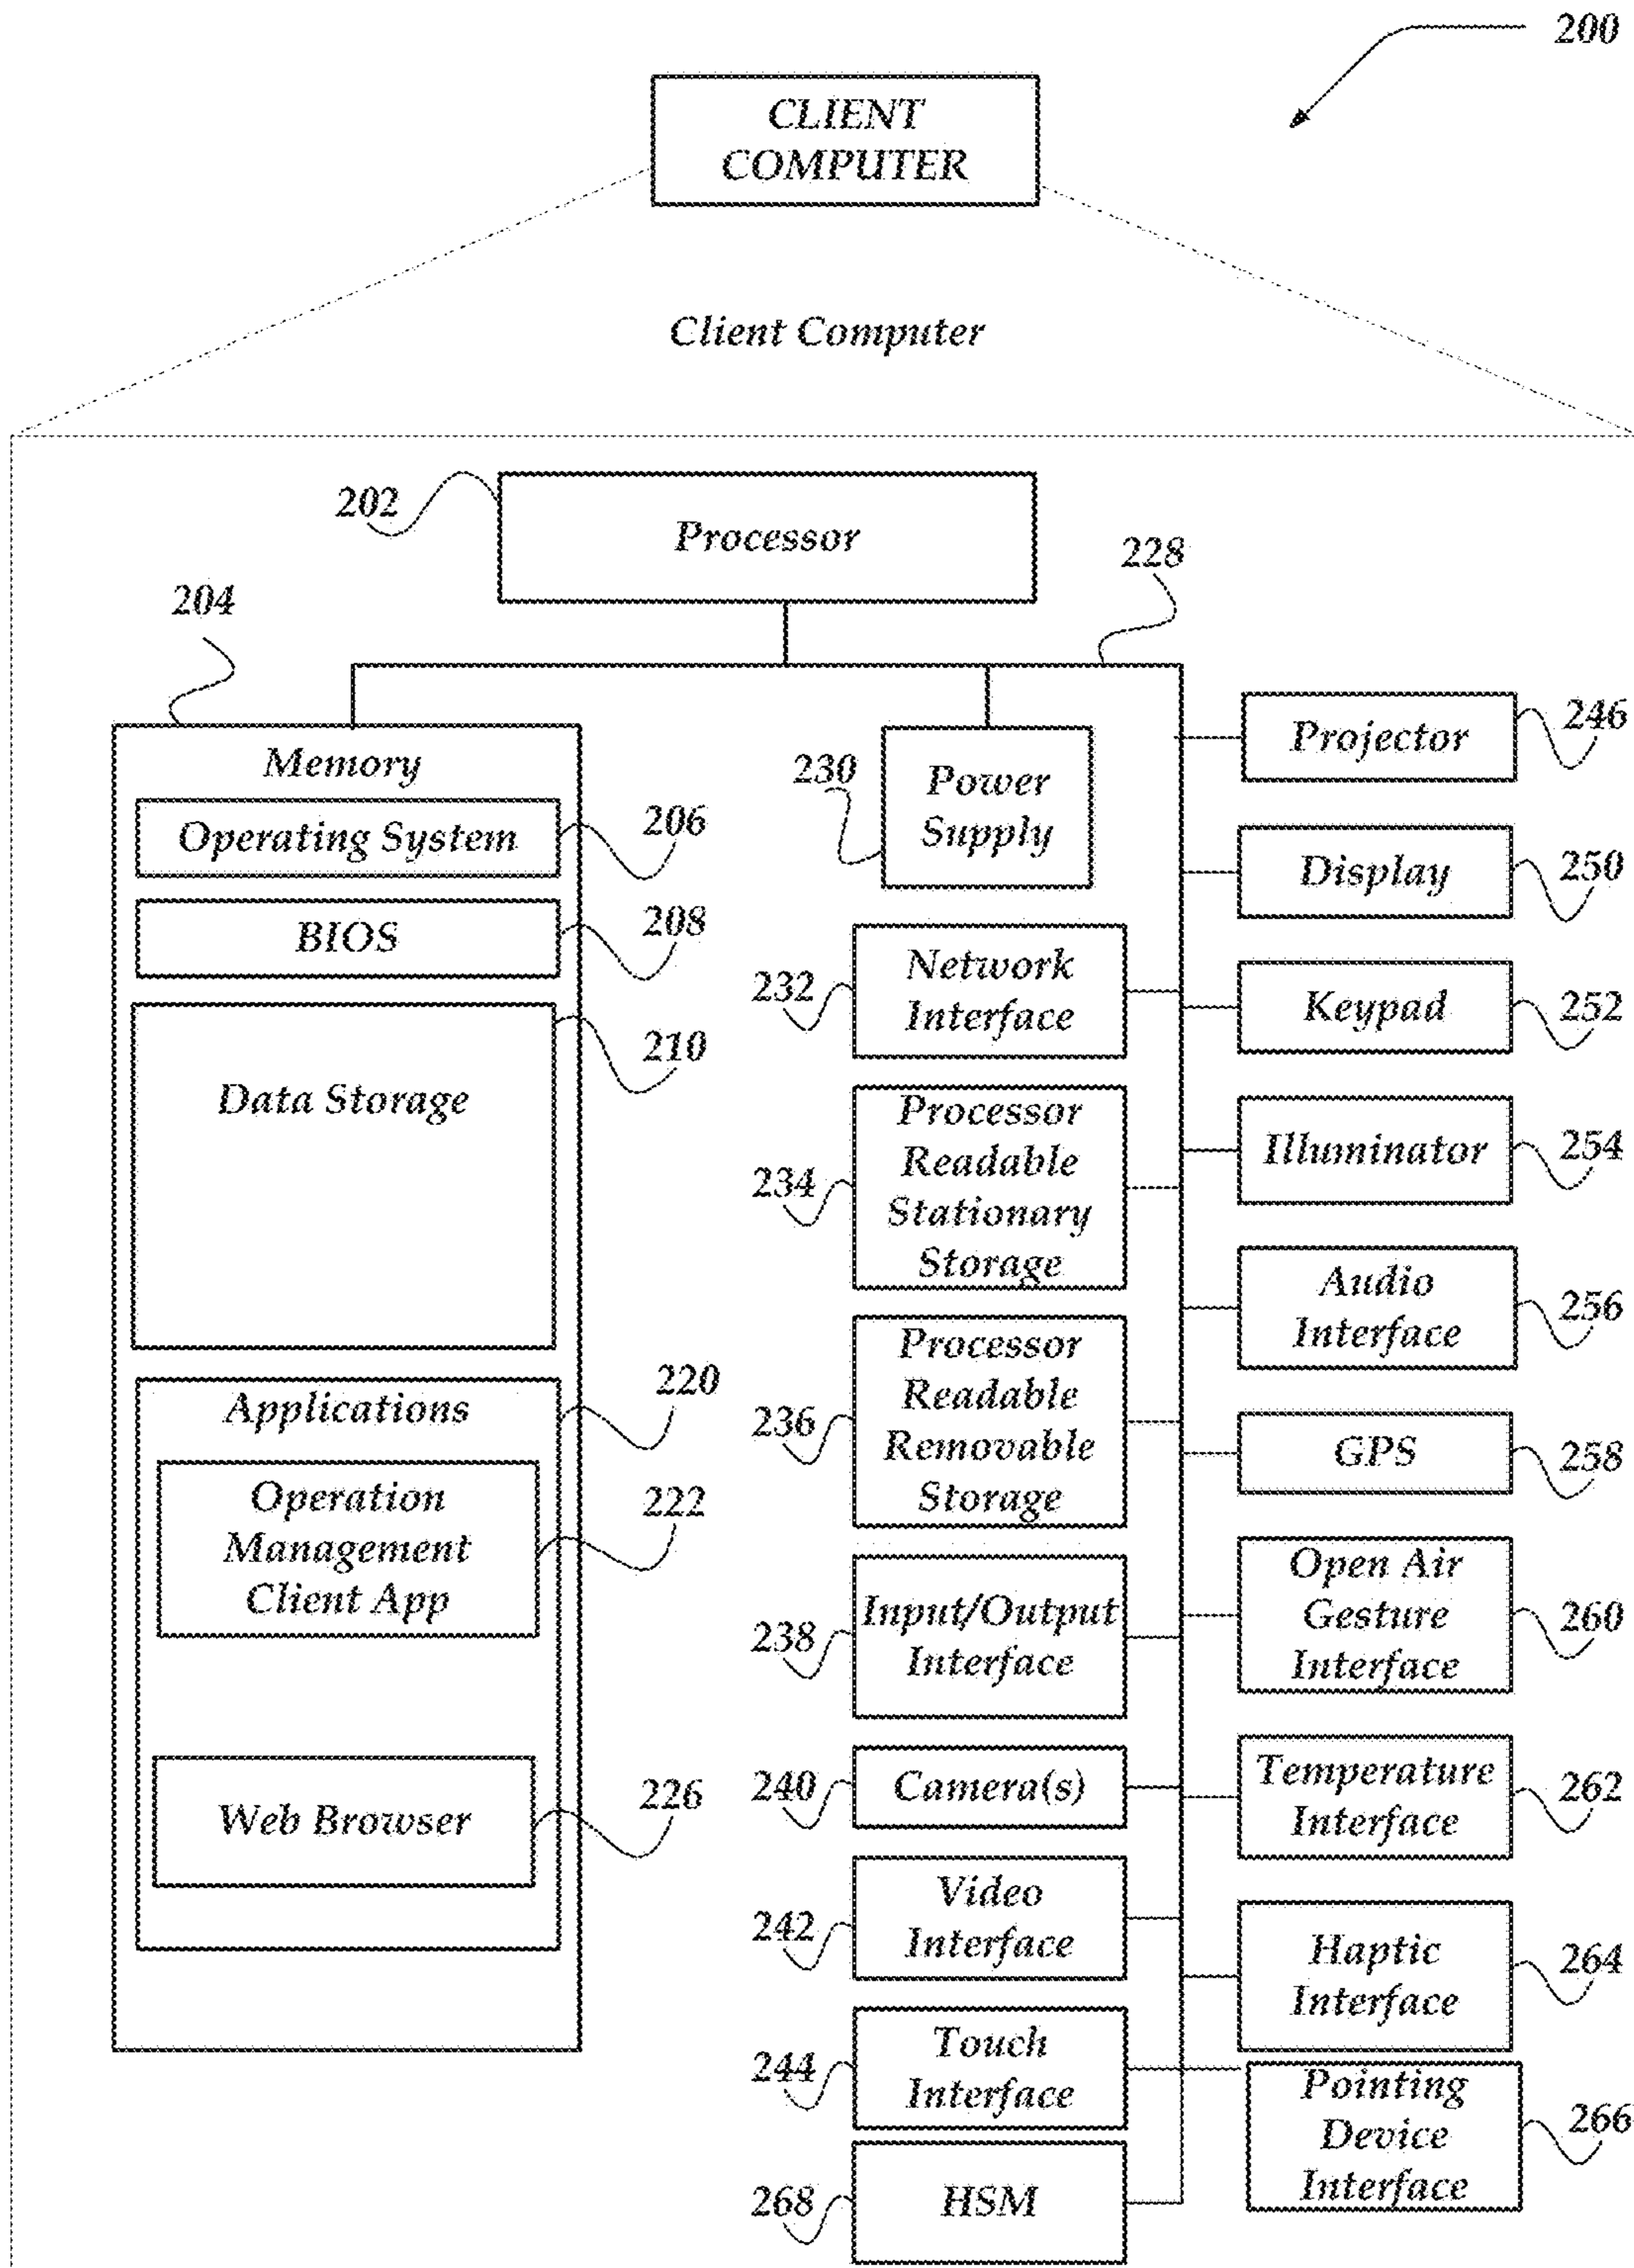 200
CLIENT
COMPUTER
Client Computer
202
Processor
228
204
Memory
Operating System
206
BIOS
208
Data Storage
210
Applications
220
Operation
Management
Client App
222
Web Browser
226
230
Power
Supply
232
Network
Interface
234
Processor
Readable
Stationary
Storage
236
Processor
Readable
Removable
Storage
238
Input/Output
Interface
240
Camera(s)
242
Video
Interface
244
Touch
Interface
268
HSM
Projector
246
Display
250
Keypad
252
Illuminator
254
Audio
Interface
256
GPS
258
Open Air
Gesture
Interface
260
Temperature
Interface
262
Haptic
Interface
264
Pointing
Device
Interface
266